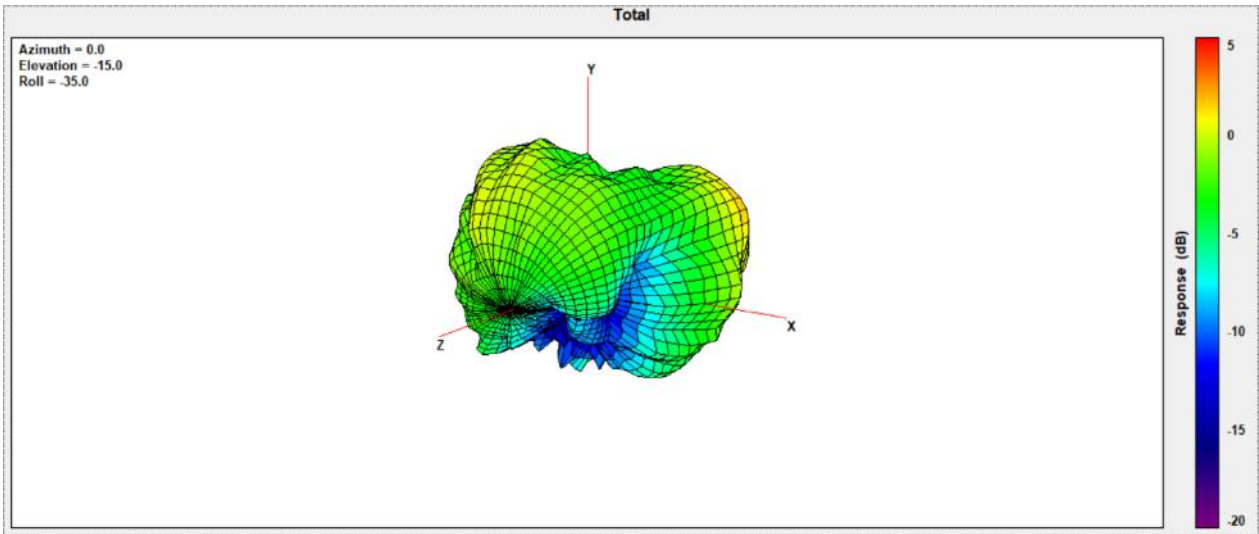 Total
Azimuth = 0.0
Elevation = -15.0
Roll = -35.0
Y
X
Z
5
0
-5
-10
-15
-20
Response (dB)